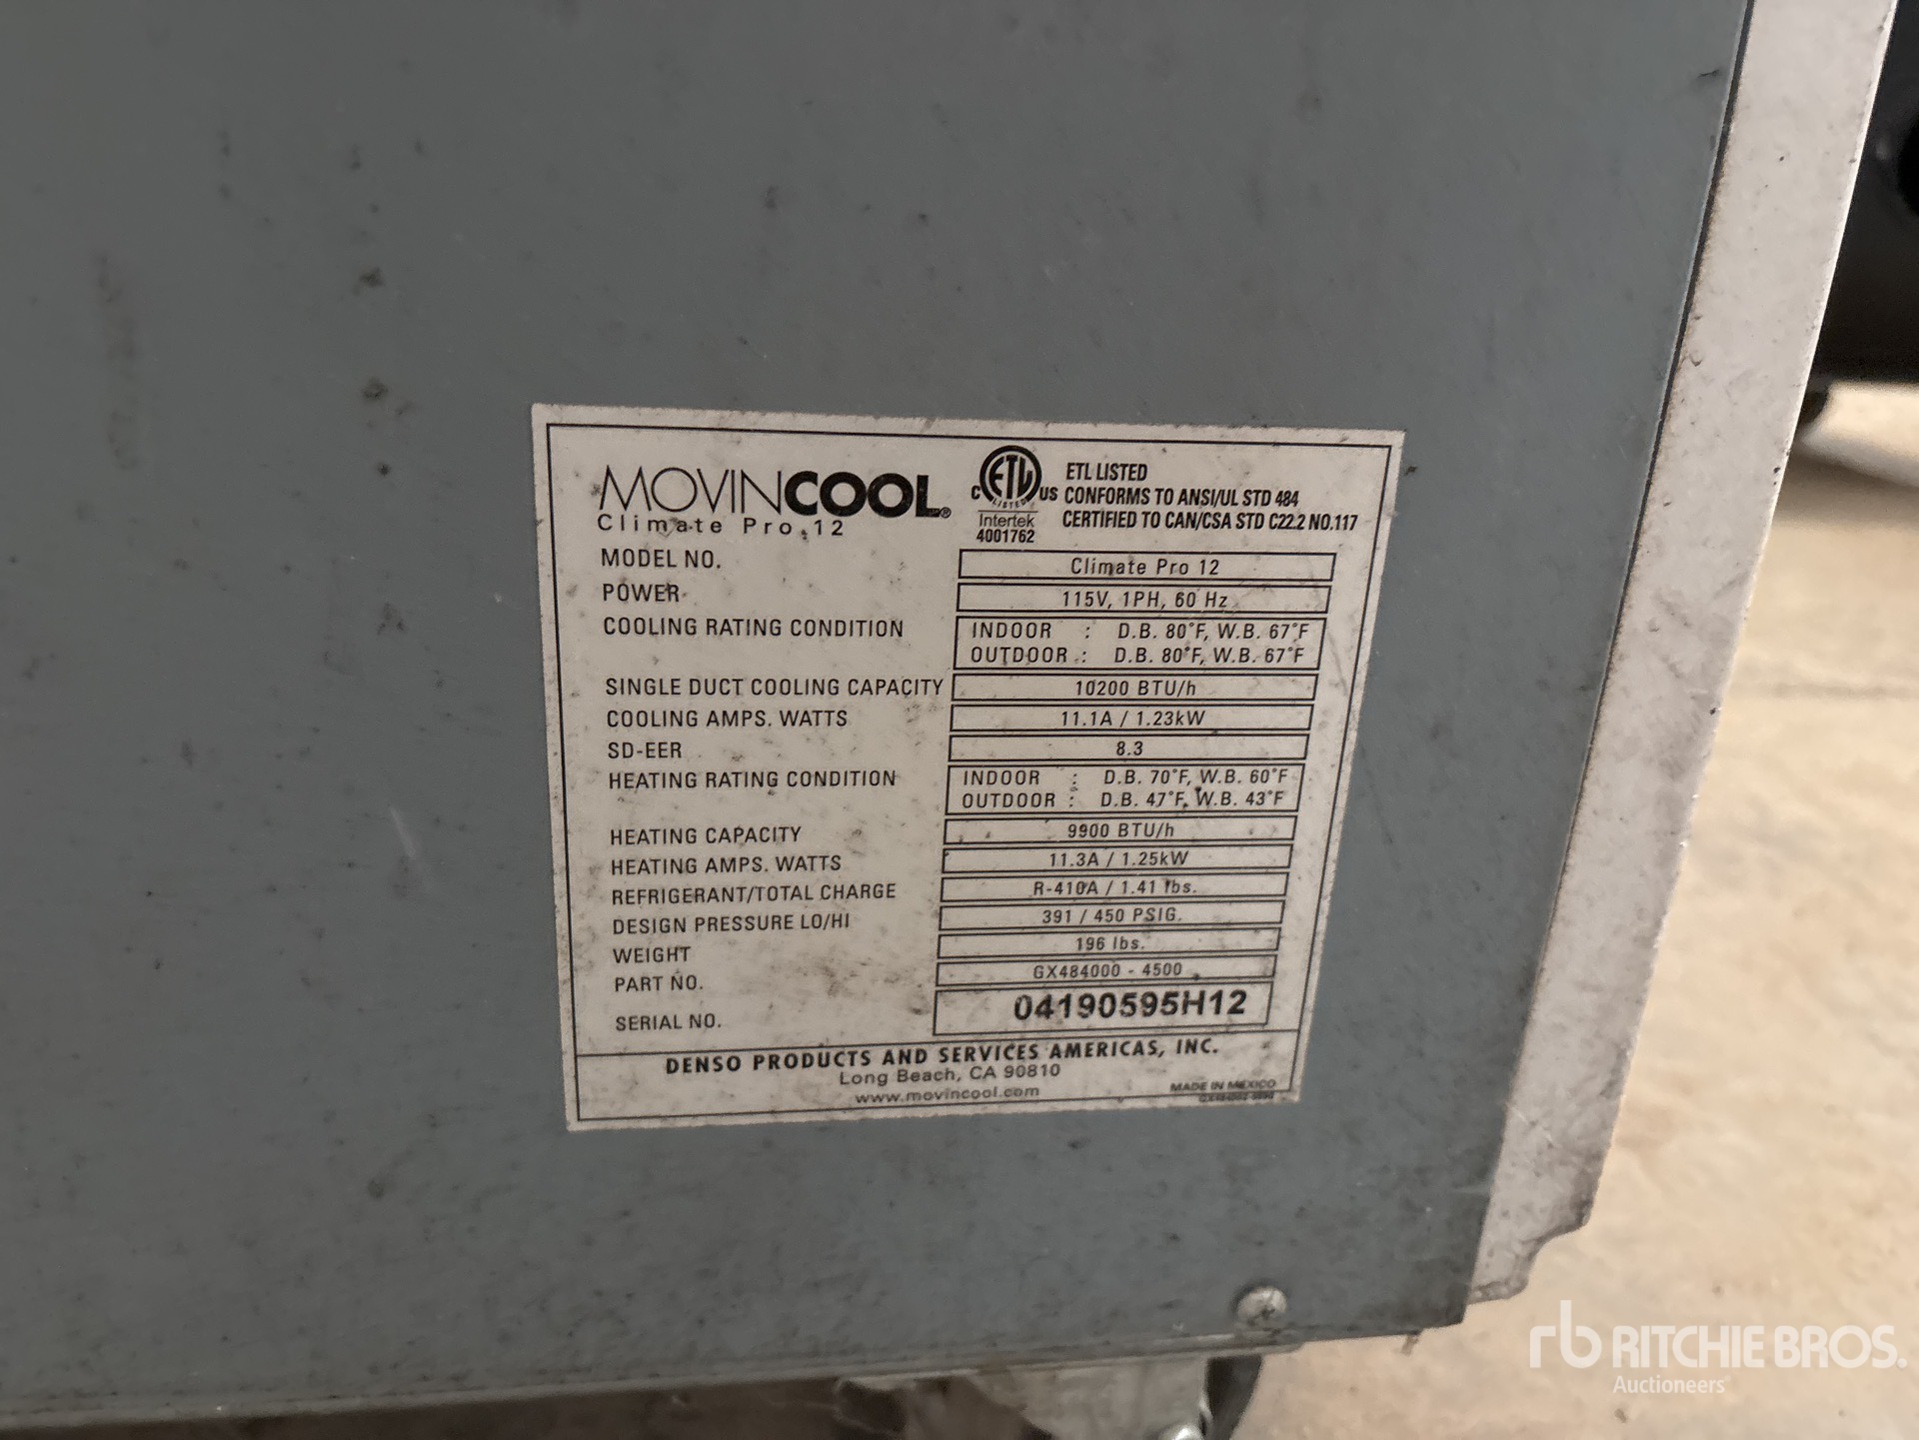 MOVINCOOL®
Climate Pro 12
ETL LISTED
C US
Intertek
4001762
ETL LISTED
CONFORMS TO ANSI/UL STD 484
CERTIFIED TO CAN/CSA STD C22.2 NO.117
MODEL NO. Climate Pro 12
POWER 115V, 1PH, 60 Hz
COOLING RATING CONDITION INDOOR : D.B. 80°F, W.B. 67°F
OUTDOOR : D.B. 80°F, W.B. 67°F
SINGLE DUCT COOLING CAPACITY 10200 BTU/h
COOLING AMPS. WATTS 11.1A / 1.23kW
SD-EER 8.3
HEATING RATING CONDITION INDOOR : D.B. 70°F, W.B. 60°F
OUTDOOR : D.B. 47°F, W.B. 43°F
HEATING CAPACITY 9900 BTU/h
HEATING AMPS. WATTS 11.3A / 1.25kW
REFRIGERANT/TOTAL CHARGE R-410A / 1.41 lbs.
DESIGN PRESSURE LO/HI 391 / 450 PSIG.
WEIGHT 196 lbs.
PART NO. GX484000 - 4500
SERIAL NO. 04190595H12
DENSO PRODUCTS AND SERVICES AMERICAS, INC.
Long Beach, CA 90810
www.movincool.com
MADE IN MEXICO
rb RITCHIE BROS.
Auctioneers